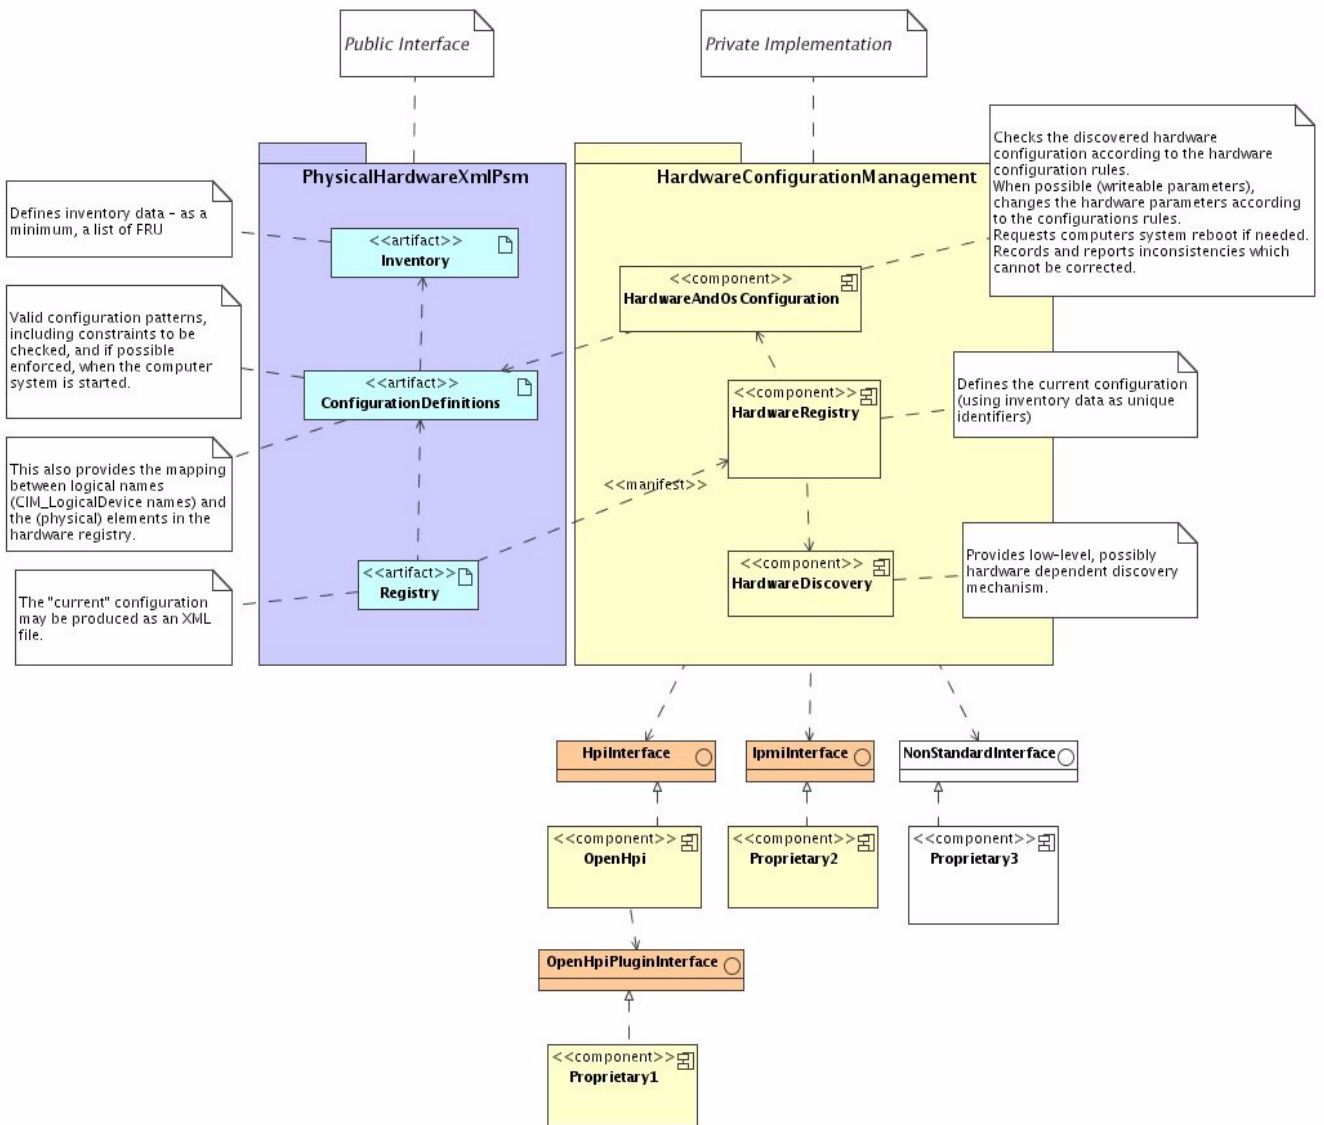 Public Interface
Private Implementation
Checks the discovered hardware
configuration according to the hardware
configuration rules.
When possible (writeable parameters),
changes the hardware parameters according
to the configurations rules.
Requests computers system reboot if needed.
Records and reports inconsistencies which
cannot be corrected.
PhysicalHardwareXmlPsm
HardwareConfigurationManagement
Defines inventory data – as a
minimum, a list of FRU
<<artifact>>
Inventory
<<component>>
HardwareAndOsConfiguration
Valid configuration patterns,
including constraints to be
checked, and if possible
enforced, when the computer
system is started.
<<artifact>>
ConfigurationDefinitions
<<component>>
HardwareRegistry
Defines the current configuration
(using inventory data as unique
identifiers)
This also provides the mapping
between logical names
(CIM_LogicalDevice names) and
the (physical) elements in the
hardware registry.
<<manifest>>
<<artifact>>
Registry
<<component>>
HardwareDiscovery
Provides low-level, possibly
hardware dependent discovery
mechanism.
The "current" configuration
may be produced as an XML
file.
HpiInterface
IpmiInterface
NonStandardInterface
<<component>>
OpenHpi
<<component>>
Proprietary2
<<component>>
Proprietary3
OpenHpiPluginInterface
<<component>>
Proprietary1